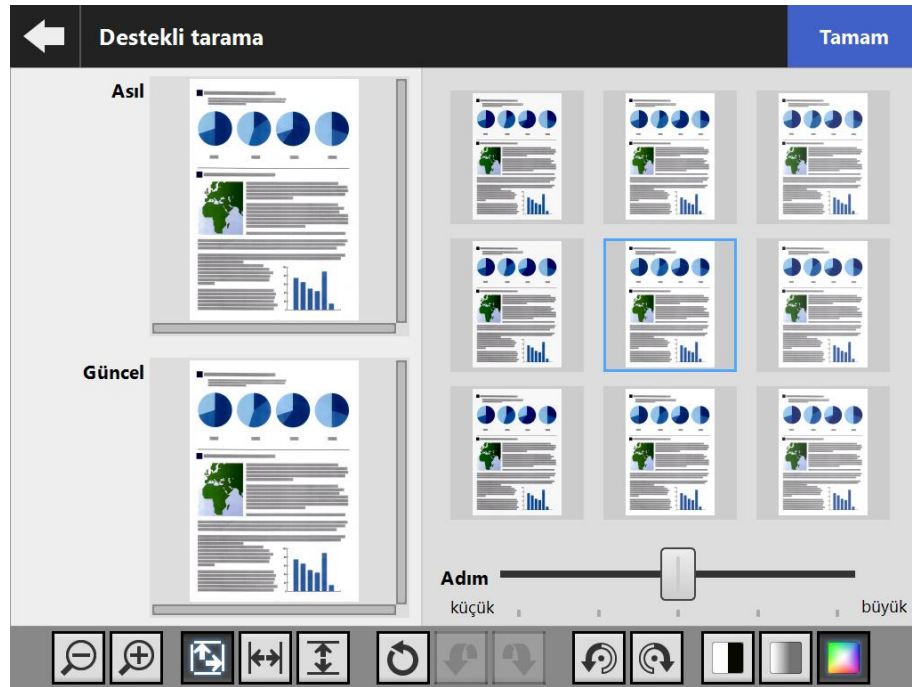 Destekli tarama
Tamam
Asıl
Güncel
Adım
küçük
büyük